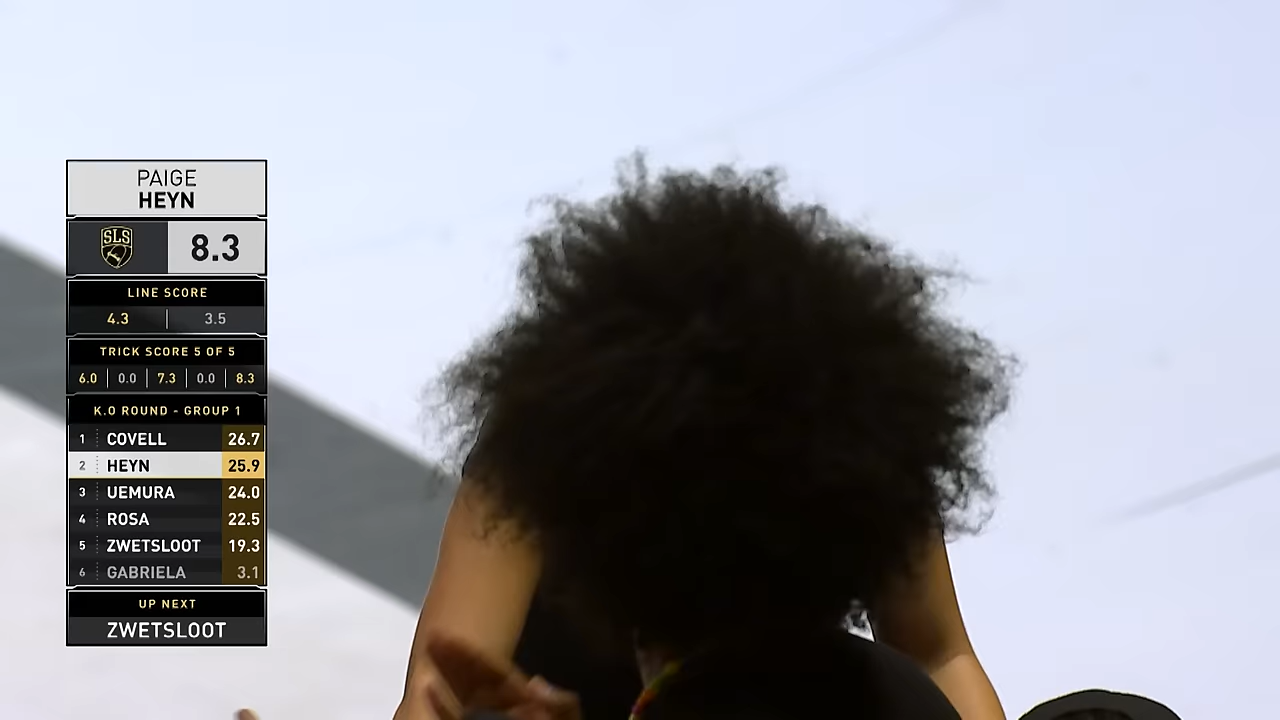 PAIGE
HEYN
SLS 8.3
LINE SCORE
4.3 3.5
TRICK SCORE 5 OF 5
6.0 0.0 7.3 0.0 8.3
K.O ROUND - GROUP 1
1 COVELL 26.7
2 HEYN 25.9
3 UEMURA 24.0
4 ROSA 22.5
5 ZWETSLOOT 19.3
6 GABRIELA 3.1
UP NEXT
ZWETSLOOT